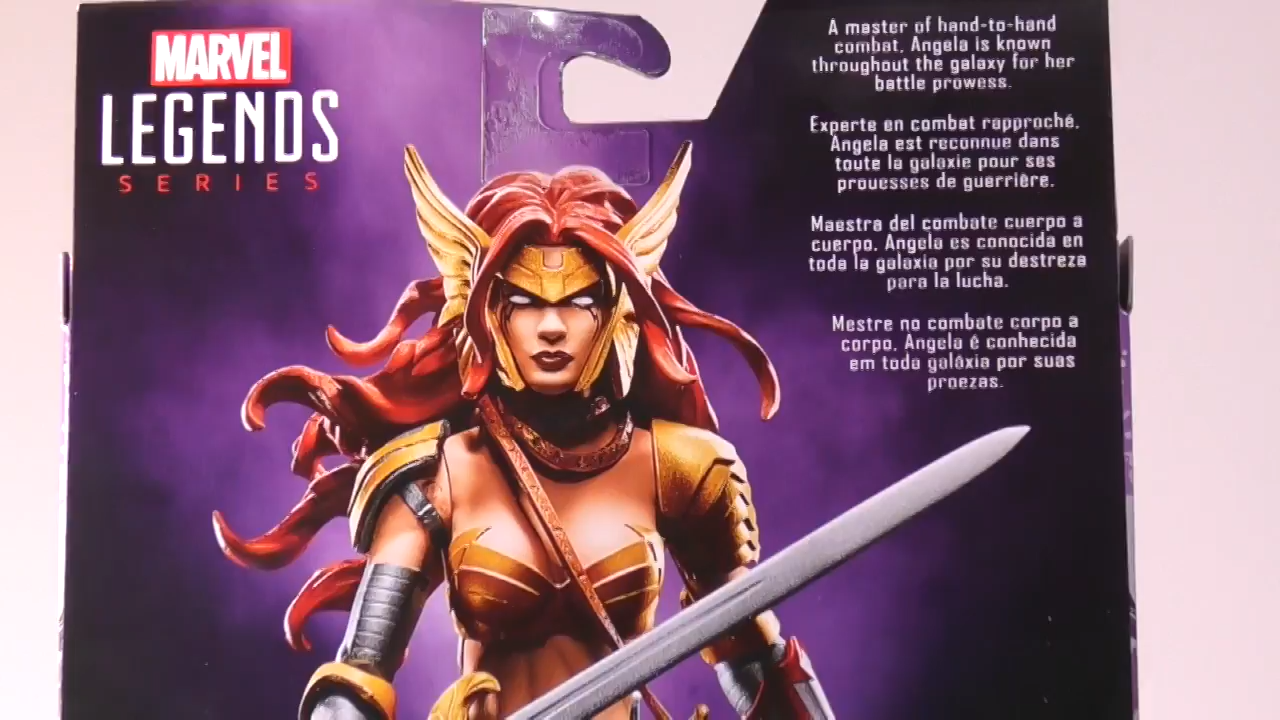 MARVEL
LEGENDS
SERIES
A master of hand-to-hand
combat, Angela is known
throughout the galaxy for her
battle prowess.
Experte en combat rapproché,
Angela est reconnue dans
toute la galaxie pour ses
prouesses de guerrière.
Maestra del combate cuerpo a
cuerpo, Angela es conocida en
toda la galaxia por su destreza
para la lucha.
Mestre no combate corpo a
corpo, Angela é conhecida
em toda galáxia por suas
proezas.